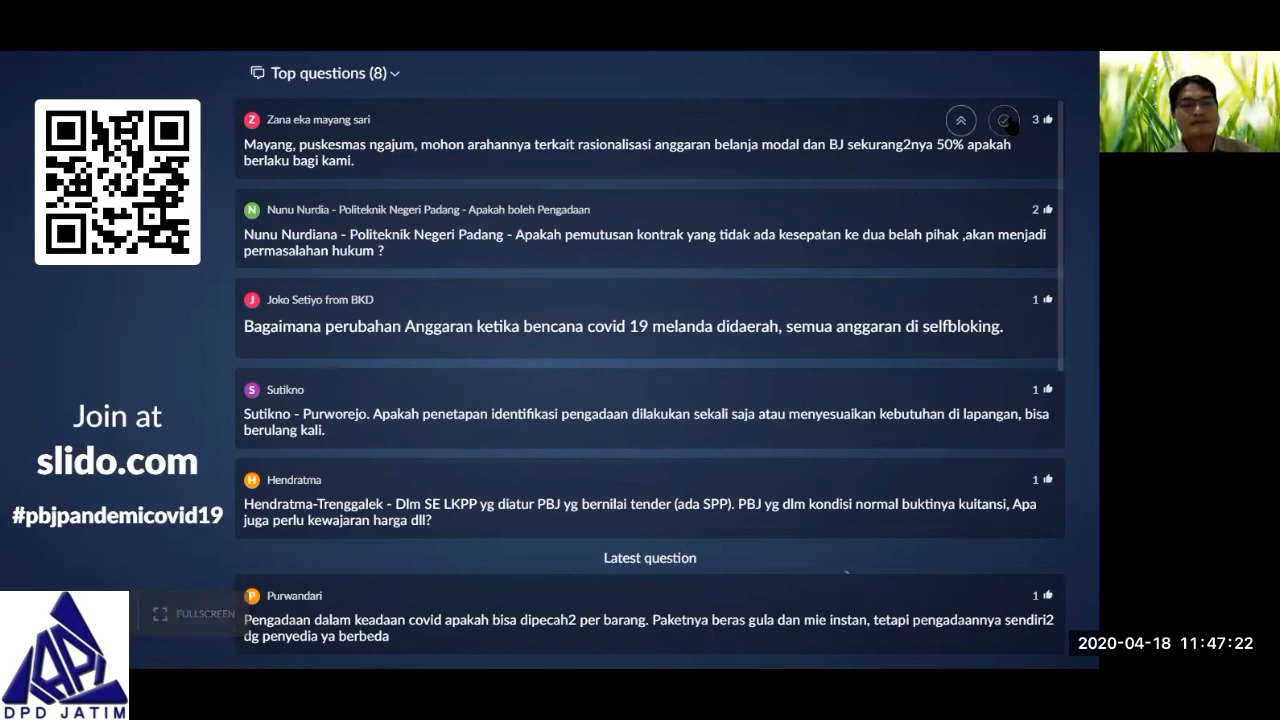 Top questions (8)
Z Zana eka mayang sari 3
Mayang, puskesmas ngajum, mohon arahannya terkait rasionalisasi anggaran belanja modal dan BJ sekurang2nya 50% apakah
berlaku bagi kami.
N Nunu Nurdia - Politeknik Negeri Padang - Apakah boleh Pengadaan 2
Nunu Nurdiana - Politeknik Negeri Padang - Apakah pemutusan kontrak yang tidak ada kesepatan ke dua belah pihak ,akan menjadi
permasalahan hukum ?
J Joko Setiyo from BKD 1
Bagaimana perubahan Anggaran ketika bencana covid 19 melanda didaerah, semua anggaran di selfbloking.
S Sutikno 1
Sutikno - Purworejo. Apakah penetapan identifikasi pengadaan dilakukan sekali saja atau menyesuaikan kebutuhan di lapangan, bisa
berulang kali.
H Hendratma 1
Hendratma-Trenggalek - Dlm SE LKPP yg diatur PBJ yg bernilai tender (ada SPP). PBJ yg dlm kondisi normal buktinya kuitansi, Apa
juga perlu kewajaran harga dll?
Latest question
P Purwandari 1
Pengadaan dalam keadaan covid apakah bisa dipecah2 per barang. Paketnya beras gula dan mie instan, tetapi pengadaannya sendiri2
dg penyedia ya berbeda
Join at
slido.com
#pbjpandemicovid19
FULLSCREEN
DPD JATIM
2020-04-18 11:47:22